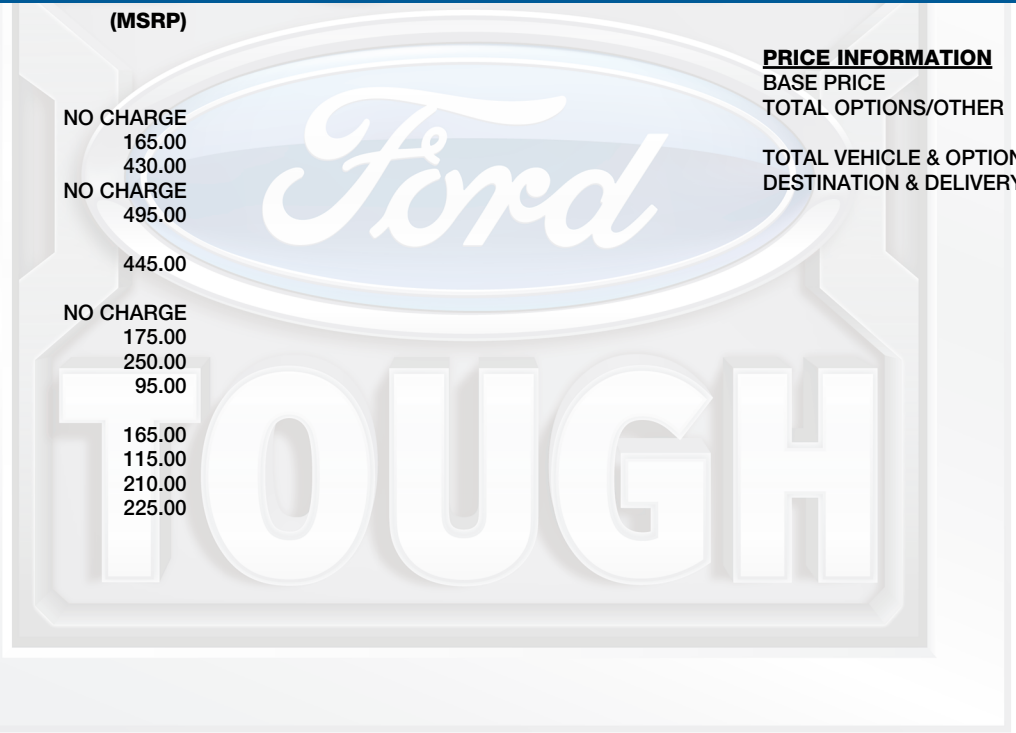 (MSRP)
NO CHARGE
165.00
430.00
NO CHARGE
495.00
445.00
NO CHARGE
175.00
250.00
95.00
165.00
115.00
210.00
225.00
PRICE INFORMATION
BASE PRICE
TOTAL OPTIONS/OTHER
TOTAL VEHICLE & OPTION
DESTINATION & DELIVERY
Ford
TOUGH